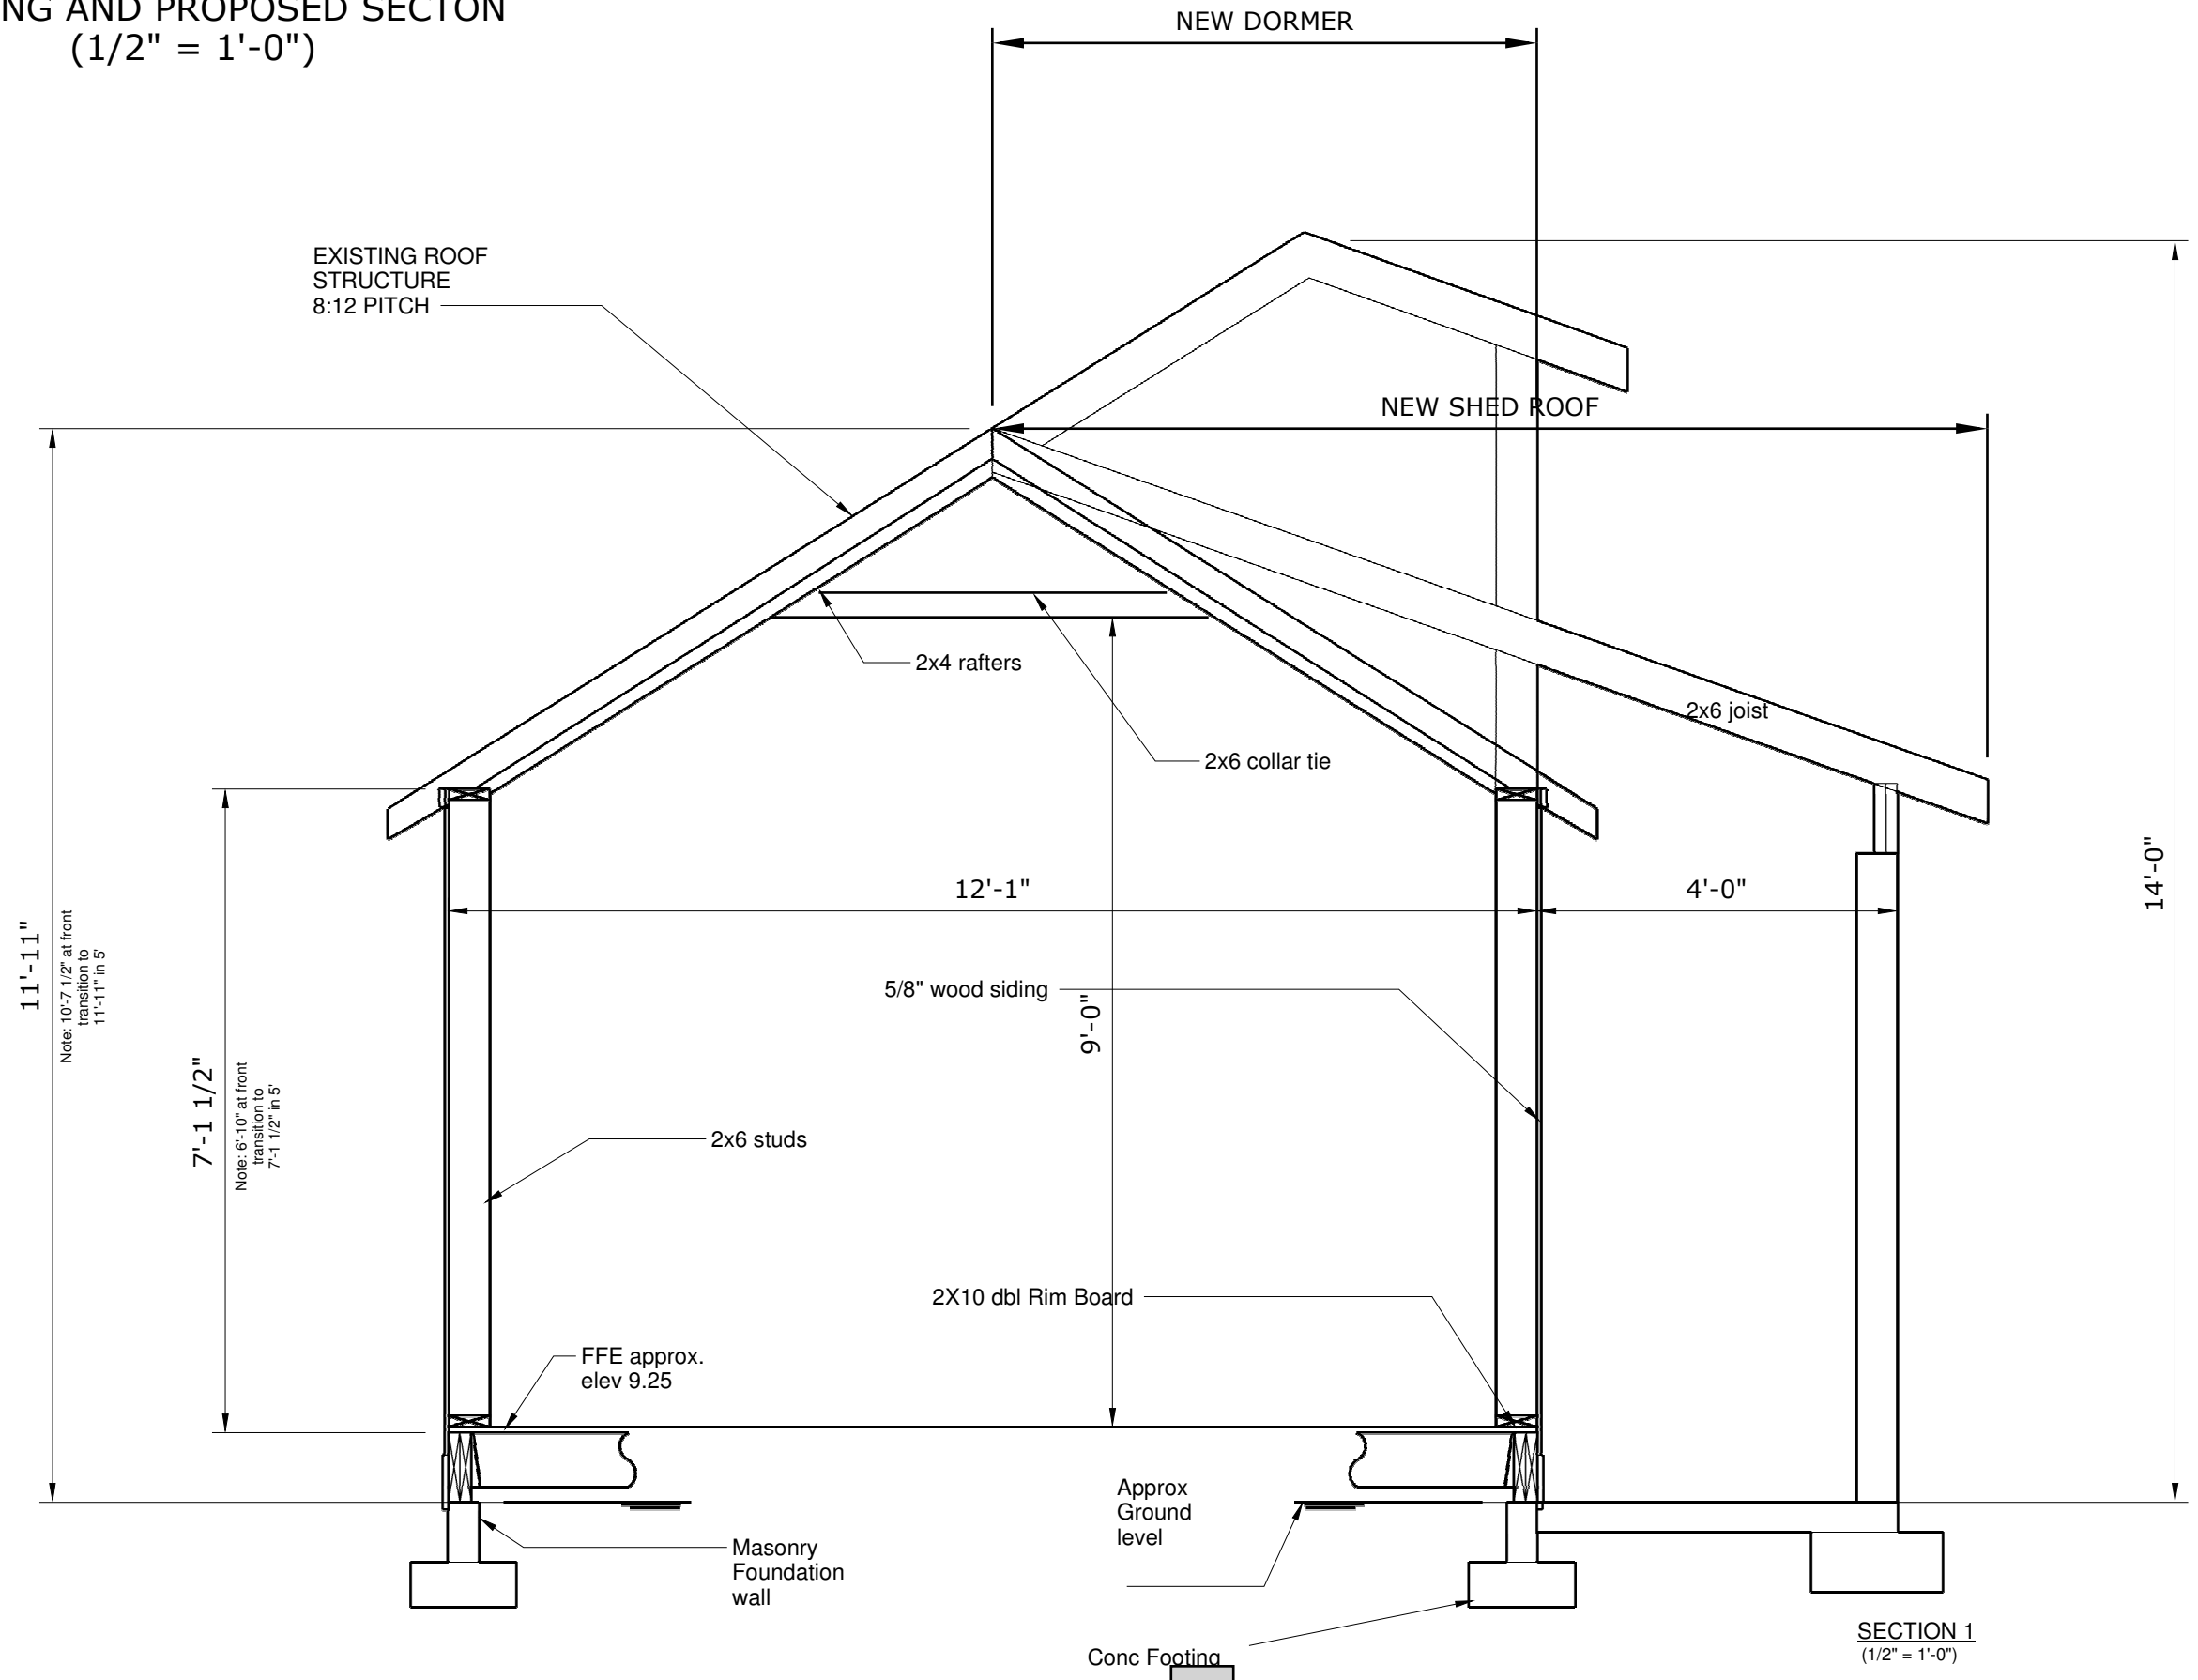 NG AND PROPOSED SECTON
(1/2" = 1'-0")
NEW DORMER
EXISTING ROOF
STRUCTURE
8:12 PITCH
NEW SHED ROOF
2x4 rafters
2x6 joist
2x6 collar tie
12'-1"
4'-0"
14'-0"
11'-11"
Note: 10'-7 1/2" at front
transition to
11'-11" in 5'
5/8" wood siding
9'-0"
7'-1 1/2"
Note: 6'-10" at front
transition to
7'-1 1/2" in 5'
2x6 studs
2X10 dbl Rim Board
FFE approx.
elev 9.25
Approx
Ground
level
Masonry
Foundation
wall
Conc Footing
SECTION 1
(1/2" = 1'-0")